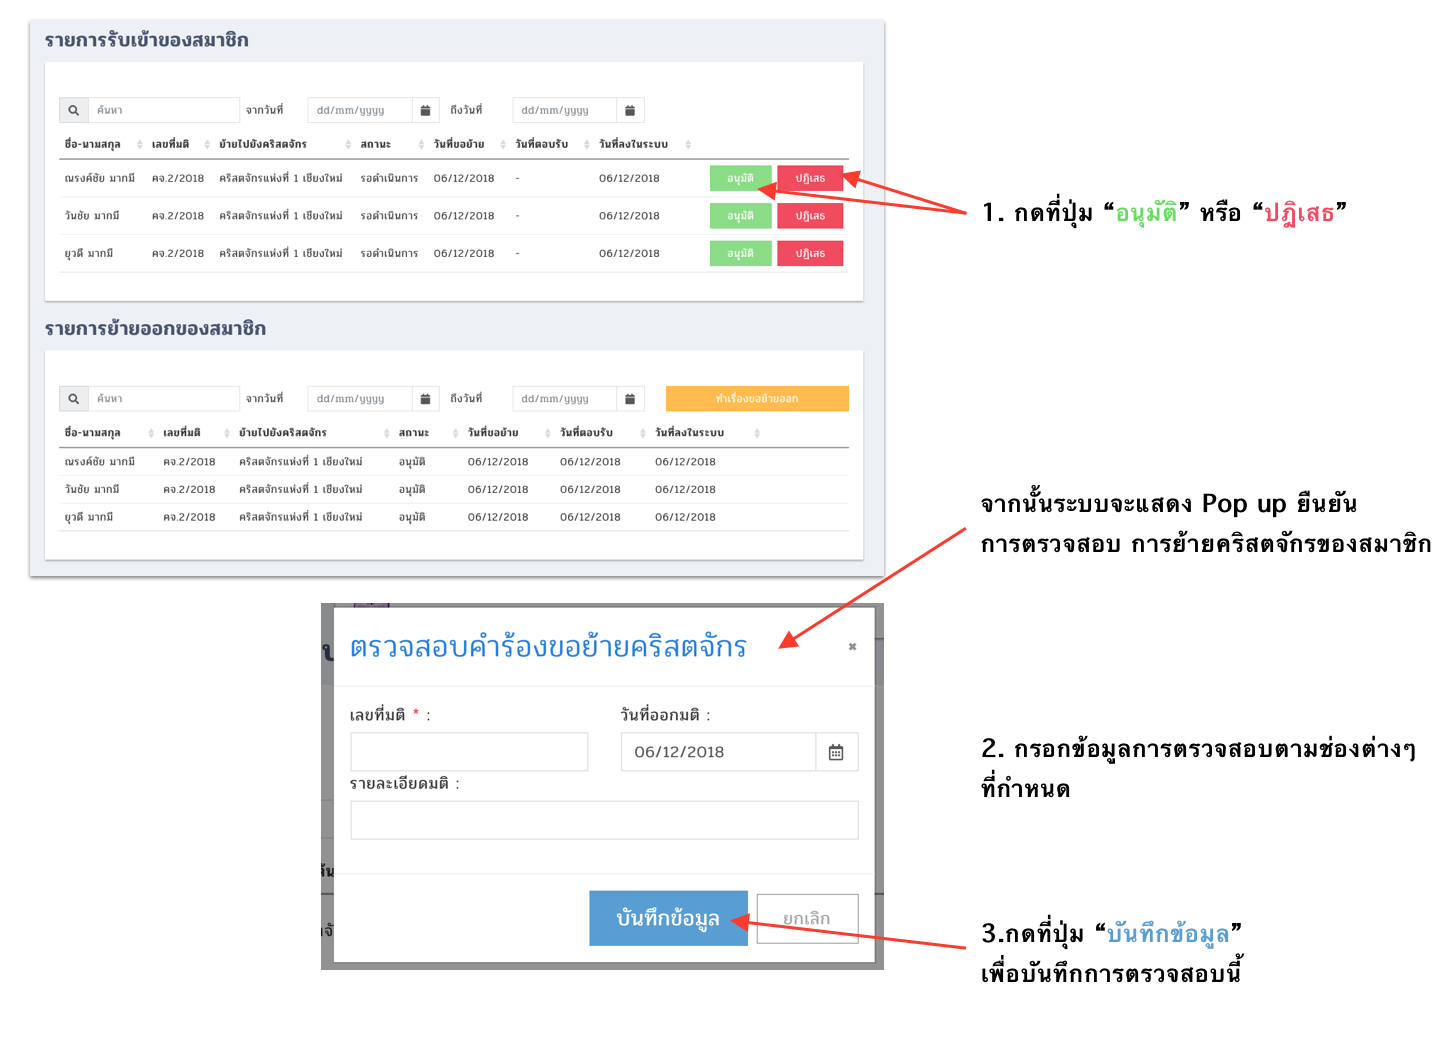 รายการรับเข้าของสมาชิก
ค้นหา จากวันที่ dd/mm/yyyy ถึงวันที่ dd/mm/yyyy
ชื่อ-นามสกุล เลขที่มติ ย้ายไปยังคริสตจักร สถานะ วันที่ขอย้าย วันที่ตอบรับ วันที่ลงในระบบ
ณรงค์ชัย มากมี คจ.2/2018 คริสตจักรแห่งที่ 1 เชียงใหม่ รอดำเนินการ 06/12/2018 - 06/12/2018 อนุมัติ ปฎิเสธ
วันชัย มากมี คจ.2/2018 คริสตจักรแห่งที่ 1 เชียงใหม่ รอดำเนินการ 06/12/2018 - 06/12/2018 อนุมัติ ปฎิเสธ
ยุวดี มากมี คจ.2/2018 คริสตจักรแห่งที่ 1 เชียงใหม่ รอดำเนินการ 06/12/2018 - 06/12/2018 อนุมัติ ปฎิเสธ
1. กดที่ปุ่ม “อนุมัติ” หรือ “ปฎิเสธ”
รายการย้ายออกของสมาชิก
ค้นหา จากวันที่ dd/mm/yyyy ถึงวันที่ dd/mm/yyyy ทำเรื่องขอย้ายออก
ชื่อ-นามสกุล เลขที่มติ ย้ายไปยังคริสตจักร สถานะ วันที่ขอย้าย วันที่ตอบรับ วันที่ลงในระบบ
ณรงค์ชัย มากมี คจ.2/2018 คริสตจักรแห่งที่ 1 เชียงใหม่ อนุมัติ 06/12/2018 06/12/2018 06/12/2018
วันชัย มากมี คจ.2/2018 คริสตจักรแห่งที่ 1 เชียงใหม่ อนุมัติ 06/12/2018 06/12/2018 06/12/2018
ยุวดี มากมี คจ.2/2018 คริสตจักรแห่งที่ 1 เชียงใหม่ อนุมัติ 06/12/2018 06/12/2018 06/12/2018
จากนั้นระบบจะแสดง Pop up ยืนยัน
การตรวจสอบ การย้ายคริสตจักรของสมาชิก
ตรวจสอบคำร้องขอย้ายคริสตจักร
เลขที่มติ * : วันที่ออกมติ :
06/12/2018
รายละเอียดมติ :
2. กรอกข้อมูลการตรวจสอบตามช่องต่างๆ
ที่กำหนด
บันทึกข้อมูล ยกเลิก
3.กดที่ปุ่ม “บันทึกข้อมูล”
เพื่อบันทึกการตรวจสอบนี้